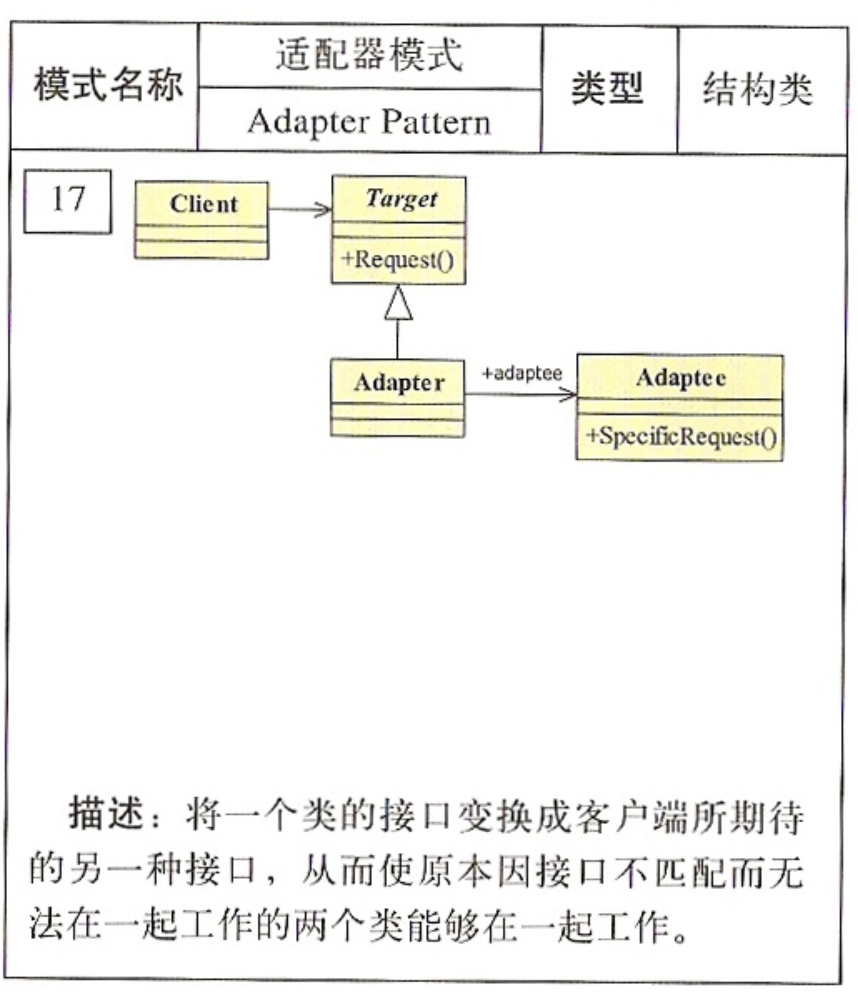 模式名称
适配器模式
Adapter Pattern
类型
结构类
17
Client
Target
+Request()
Adapter
+adaptee
Adaptee
+SpecificRequest()
描述：将一个类的接口变换成客户端所期待
的另一种接口，从而使原本因接口不匹配而无
法在一起工作的两个类能够在一起工作。